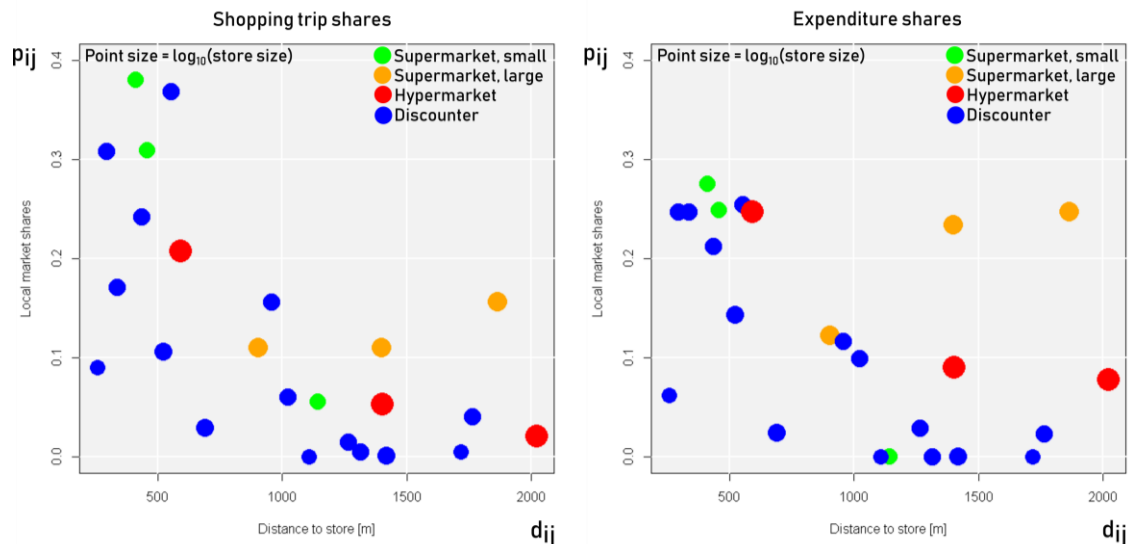 Shopping trip shares
pij
Point size = log10(store size)
Supermarket, small
Supermarket, large
Hypermarket
Discounter
0.4
0.3
0.2
0.1
0.0
Local market shares
500
1000
1500
2000
Distance to store [m]
dij
Expenditure shares
pij
Point size = log10(store size)
Supermarket, small
Supermarket, large
Hypermarket
Discounter
0.4
0.3
0.2
0.1
0.0
Local market shares
500
1000
1500
2000
Distance to store [m]
dij